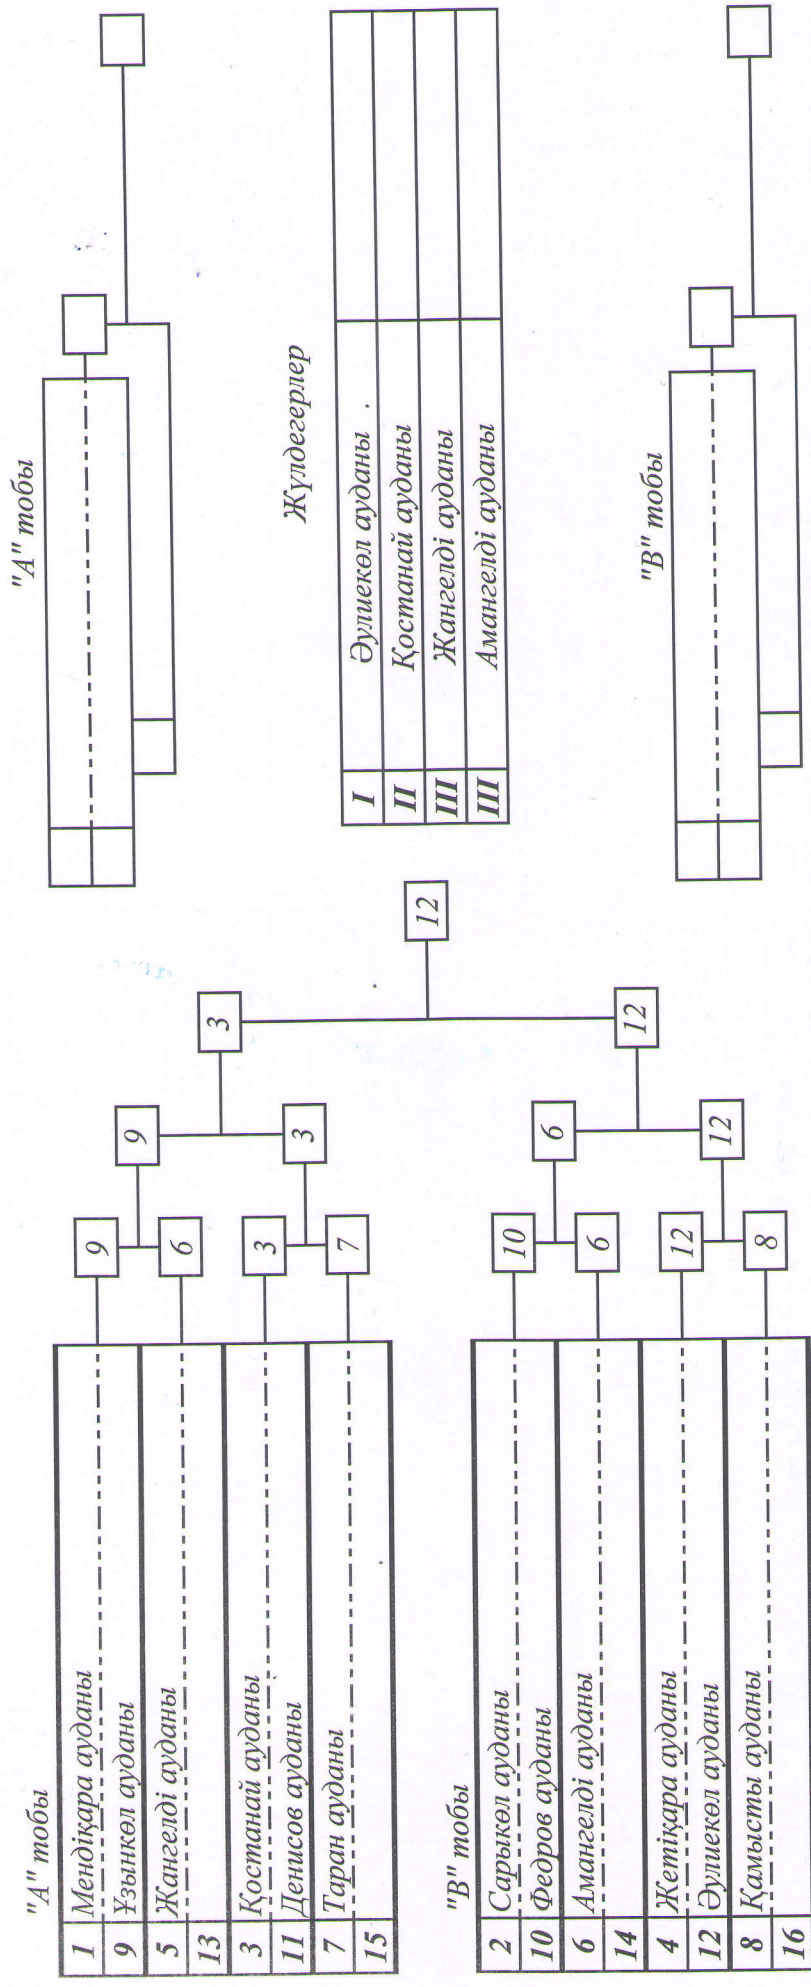 "А" тобы
1 Мендіқара ауданы
9 Ұзынкөл ауданы
5 Жангелді ауданы
13
3 Қостанай ауданы
11 Денисов ауданы
7 Таран ауданы
15
9
6
3
7
9
3
3
12
"В" тобы
2 Сарыкөл ауданы
10 Федров ауданы
6 Амангелді ауданы
14
4 Жетіқара ауданы
12 Әулиекөл ауданы
8 Қамысты ауданы
16
10
6
12
8
6
12
12
"А" тобы
Жүлдегерлер
I Әулиекөл ауданы .
II Қостанай ауданы
III Жангелді ауданы
III Амангелді ауданы
"В" тобы